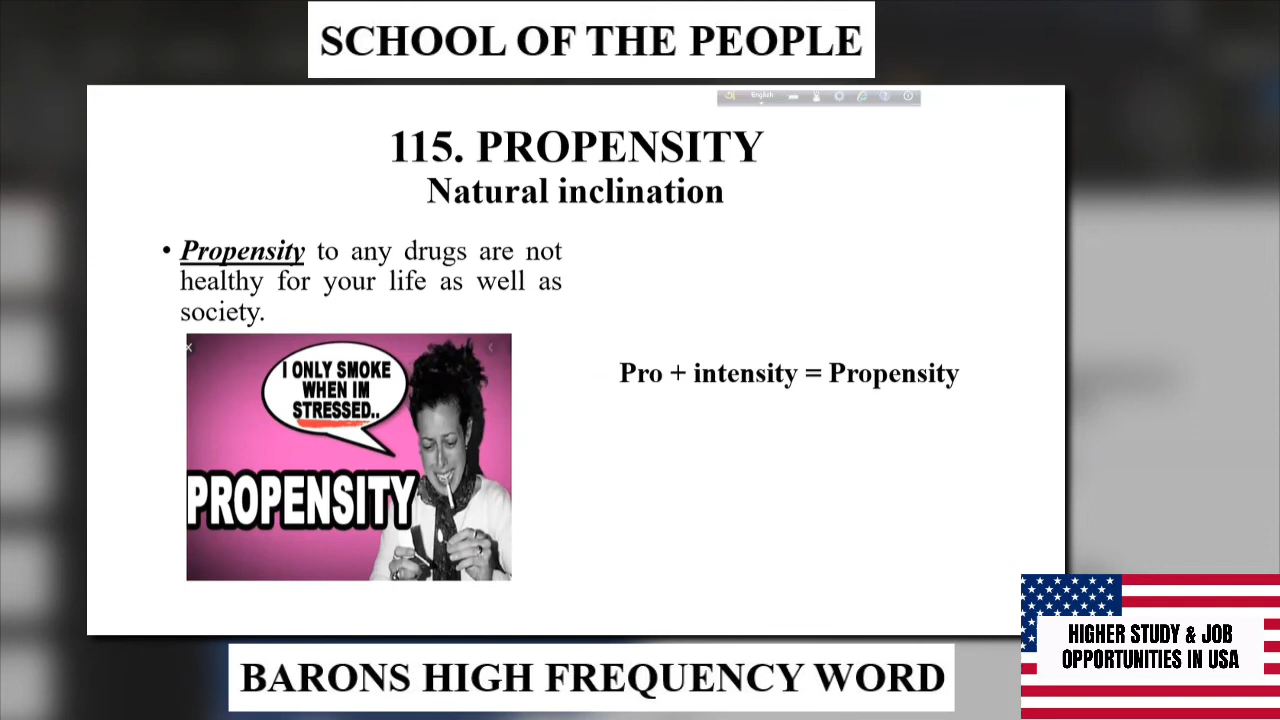 SCHOOL OF THE PEOPLE
English
115. PROPENSITY
Natural inclination
• Propensity to any drugs are not
healthy for your life as well as
society.
I ONLY SMOKE
WHEN IM
STRESSED..
PROPENSITY
Pro + intensity = Propensity
HIGHER STUDY & JOB
OPPORTUNITIES IN USA
BARONS HIGH FREQUENCY WORD